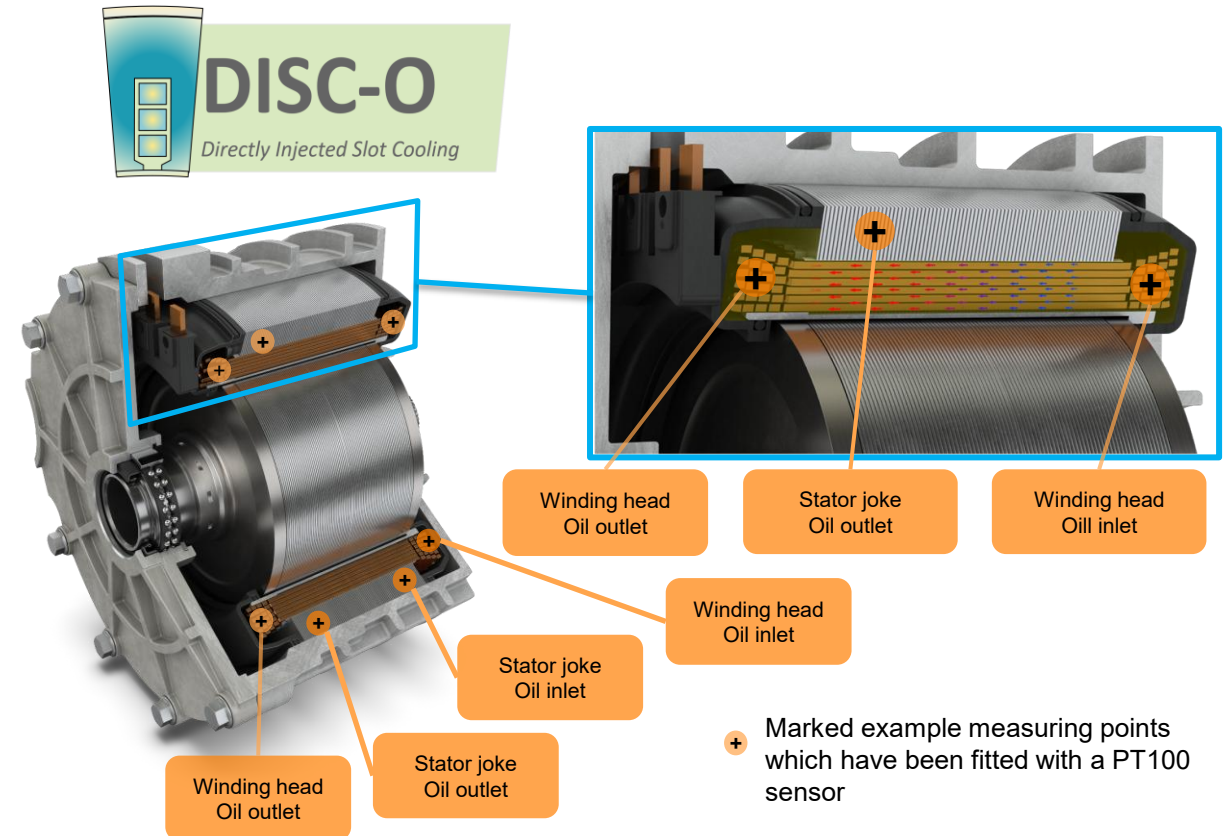 DISC-O
Directly Injected Slot Cooling
Winding head
Oil outlet
Stator joke
Oil outlet
Winding head
Oill inlet
Winding head
Oil inlet
Stator joke
Oil inlet
Stator joke
Oil outlet
Winding head
Oil outlet
Marked example measuring points
which have been fitted with a PT100
sensor